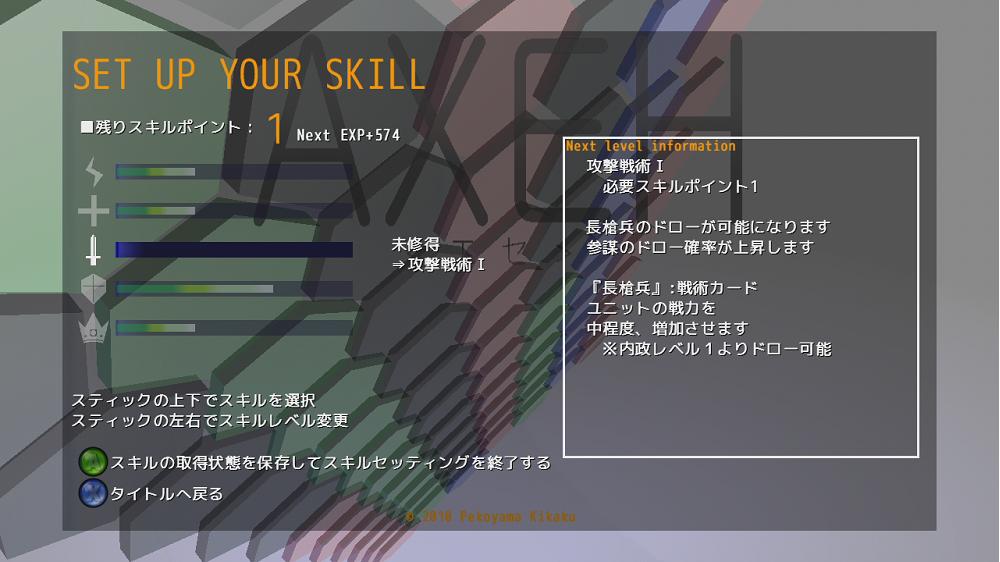 AXEH
SET UP YOUR SKILL
■残りスキルポイント: 1 Next EXP+574
未修得
⇒攻撃戦術Ⅰ
Next level information
攻撃戦術Ⅰ
必要スキルポイント1
長槍兵のドローが可能になります
参謀のドロー確率が上昇します
『長槍兵』:戦術カード
ユニットの戦力を
中程度、増加させます
※内政レベル1よりドロー可能
スティックの上下でスキルを選択
スティックの左右でスキルレベル変更
A スキルの取得状態を保存してスキルセッティングを終了する
X タイトルへ戻る
© 2010 Pekoyama Kikaku